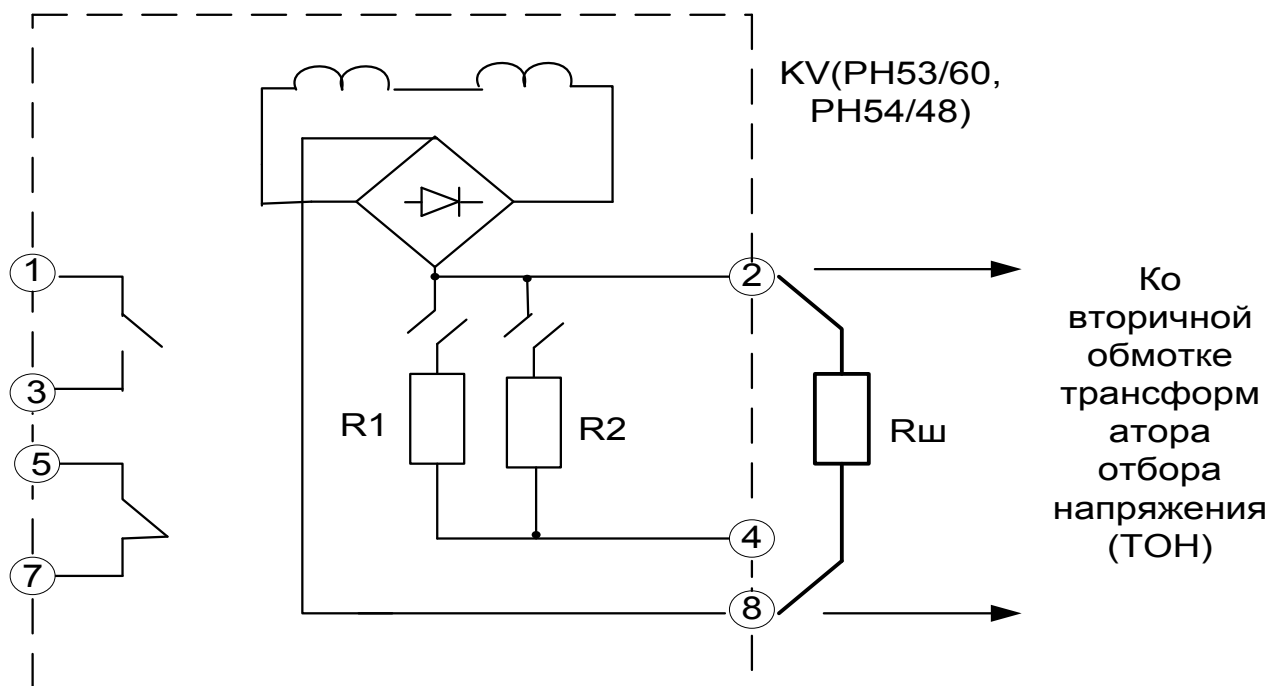 KV(РН53/60,
РН54/48)
1
2
Ко
вторичной
обмотке
трансформ
атора
отбора
напряжения
(ТОН)
3
R1
R2
Rш
5
4
7
8